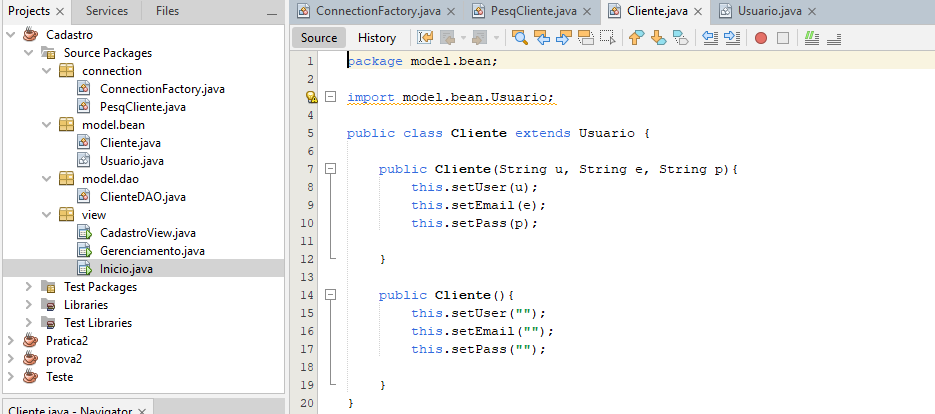 Projects Services Files
Cadastro
Source Packages
connection
ConnectionFactory.java
PesqCliente.java
model.bean
Cliente.java
Usuario.java
model.dao
ClienteDAO.java
view
CadastroView.java
Gerenciamento.java
Inicio.java
Test Packages
Libraries
Test Libraries
Pratica2
prova2
Teste
Cliente.java - Navigator
ConnectionFactory.java PesqCliente.java Cliente.java Usuario.java
Source History
1 package model.bean;
2
import model.bean.Usuario;
4
5 public class Cliente extends Usuario {
6
7 public Cliente(String u, String e, String p){
8 this.setUser(u);
9 this.setEmail(e);
10 this.setPass(p);
11
12 }
13
14 public Cliente(){
15 this.setUser("");
16 this.setEmail("");
17 this.setPass("");
18
19 }
20 }